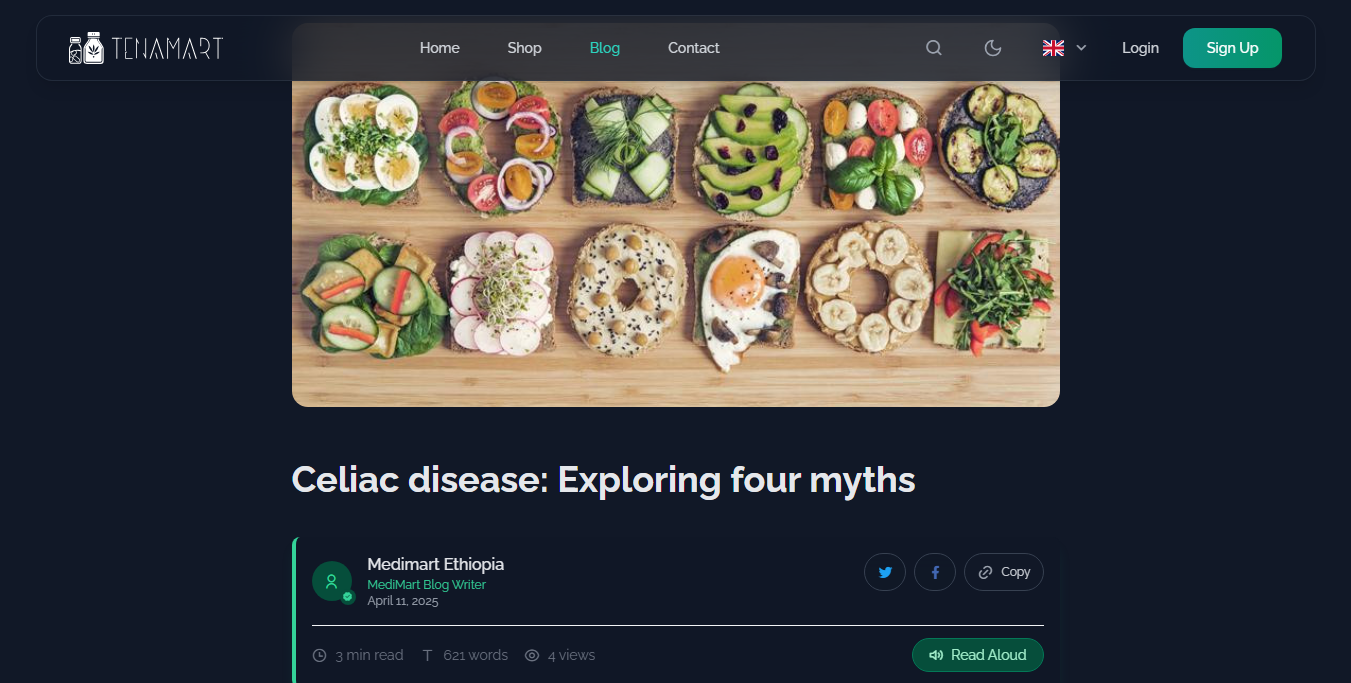 TENAMART
Home
Shop
Blog
Contact
Login
Sign Up
Celiac disease: Exploring four myths
Medimart Ethiopia
MediMart Blog Writer
April 11, 2025
Copy
3 min read
621 words
4 views
Read Aloud